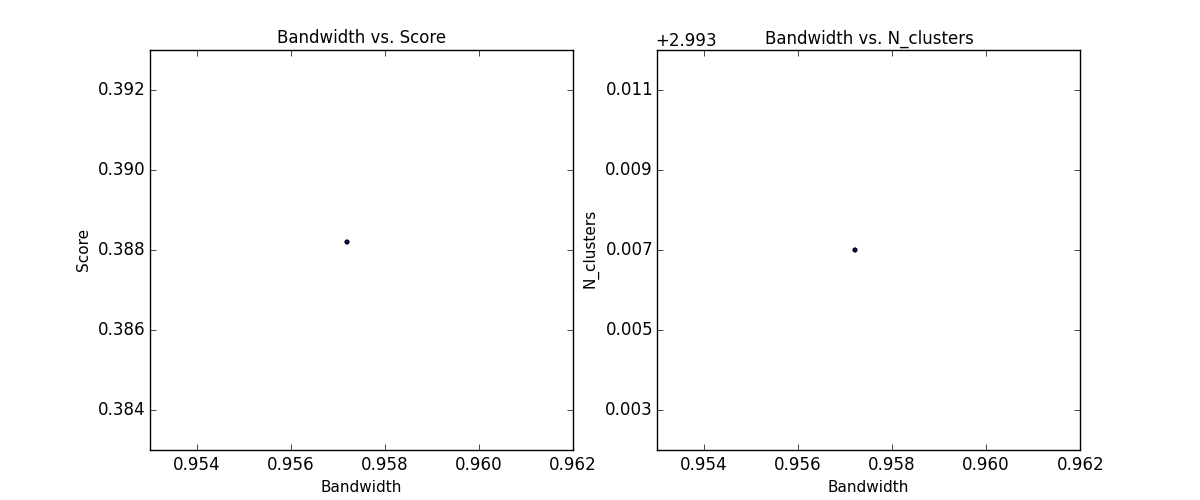 Bandwidth vs. Score
0.392
0.390
0.388
0.386
0.384
Score
0.954 0.956 0.958 0.960 0.962
Bandwidth
+2.993
Bandwidth vs. N_clusters
0.011
0.009
0.007
0.005
0.003
N_clusters
0.954 0.956 0.958 0.960 0.962
Bandwidth